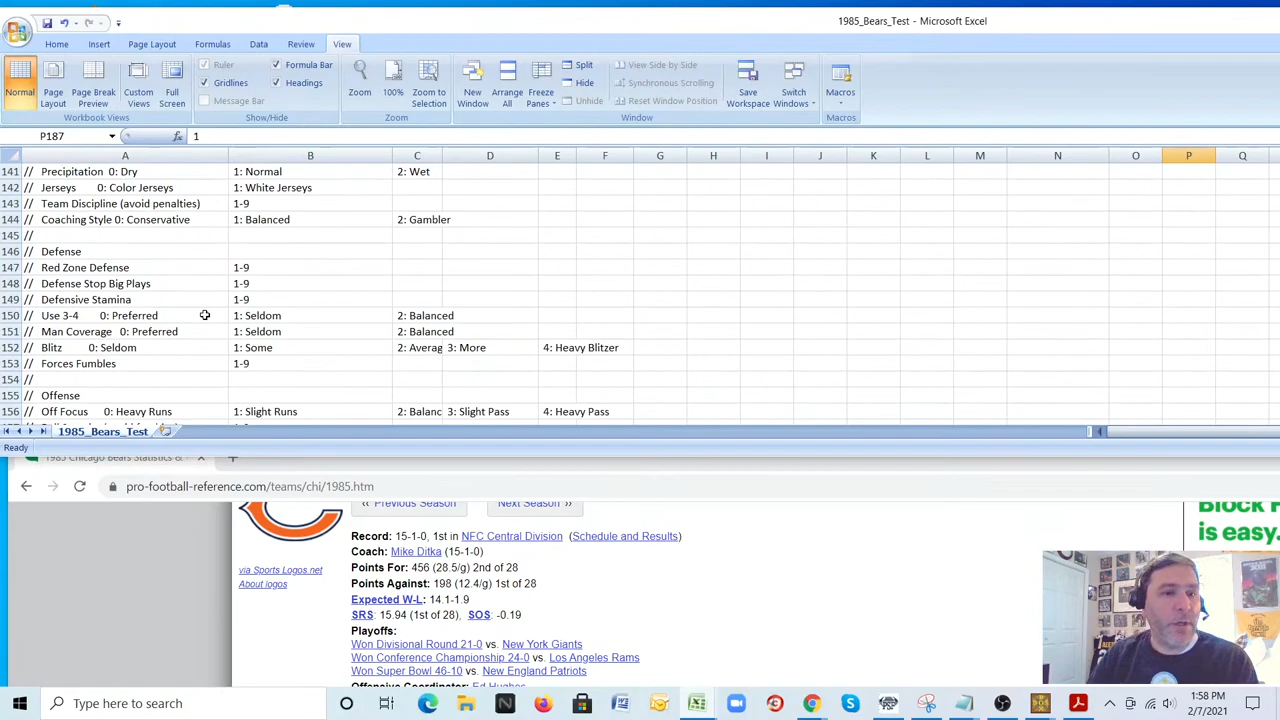 1985_Bears_Test - Microsoft Excel
Home Insert Page Layout Formulas Data Review View
Ruler Formula Bar
Gridlines Headings
Message Bar
Normal Page Layout Page Break Preview Custom Views Full Screen
Zoom 100% Zoom to Selection
New Window Arrange All Freeze Panes
Split
Hide
Unhide
View Side by Side
Synchronous Scrolling
Reset Window Position
Save Workspace Switch Windows Macros
Workbook Views Show/Hide Zoom Window Macros
P187 fx 1
A B C D E F G H I J K L M N O P Q
141 // Precipitation 0: Dry 1: Normal 2: Wet
142 // Jerseys 0: Color Jerseys 1: White Jerseys
143 // Team Discipline (avoid penalties) 1-9
144 // Coaching Style 0: Conservative 1: Balanced 2: Gambler
145 //
146 // Defense
147 // Red Zone Defense 1-9
148 // Defense Stop Big Plays 1-9
149 // Defensive Stamina 1-9
150 // Use 3-4 0: Preferred 1: Seldom 2: Balanced
151 // Man Coverage 0: Preferred 1: Seldom 2: Balanced
152 // Blitz 0: Seldom 1: Some 2: Averag 3: More 4: Heavy Blitzer
153 // Forces Fumbles 1-9
154 //
155 // Offense
156 // Off Focus 0: Heavy Runs 1: Slight Runs 2: Balanc 3: Slight Pass 4: Heavy Pass
1985_Bears_Test
Ready
1985 Chicago Bears Statistics &
pro-football-reference.com/teams/chi/1985.htm
‹‹ Previous Season Next Season ››
Record: 15-1-0, 1st in NFC Central Division (Schedule and Results)
Coach: Mike Ditka (15-1-0)
Points For: 456 (28.5/g) 2nd of 28
Points Against: 198 (12.4/g) 1st of 28
Expected W-L: 14.1-1.9
SRS: 15.94 (1st of 28), SOS: -0.19
Playoffs:
Won Divisional Round 21-0 vs. New York Giants
Won Conference Championship 24-0 vs. Los Angeles Rams
Won Super Bowl 46-10 vs. New England Patriots
Offensive Coordinator: Ed Hughes
via Sports Logos.net
About logos
is easy.
Type here to search
1:58 PM
2/7/2021